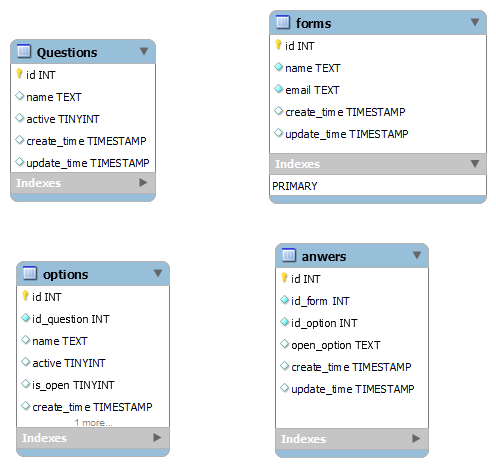 Questions
id INT
name TEXT
active TINYINT
create_time TIMESTAMP
update_time TIMESTAMP
Indexes
forms
id INT
name TEXT
email TEXT
create_time TIMESTAMP
update_time TIMESTAMP
Indexes
PRIMARY
options
id INT
id_question INT
name TEXT
active TINYINT
is_open TINYINT
create_time TIMESTAMP
1 more...
Indexes
anwers
id INT
id_form INT
id_option INT
open_option TEXT
create_time TIMESTAMP
update_time TIMESTAMP
Indexes